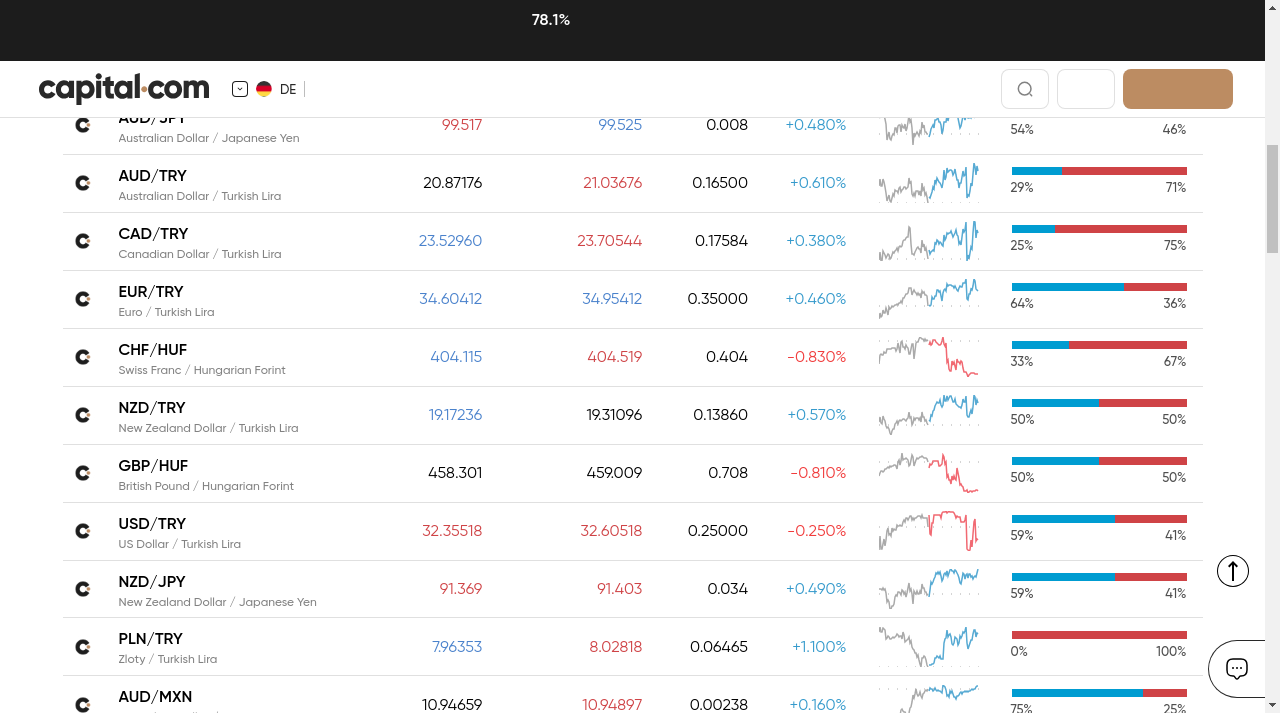 78.1%
capital.com
DE
AUD/JPY 99.517 99.525 0.008 +0.480%
Australian Dollar / Japanese Yen 54% 46%
AUD/TRY 20.87176 21.03676 0.16500 +0.610%
Australian Dollar / Turkish Lira 29% 71%
CAD/TRY 23.52960 23.70544 0.17584 +0.380%
Canadian Dollar / Turkish Lira 25% 75%
EUR/TRY 34.60412 34.95412 0.35000 +0.460%
Euro / Turkish Lira 64% 36%
CHF/HUF 404.115 404.519 0.404 -0.830%
Swiss Franc / Hungarian Forint 33% 67%
NZD/TRY 19.17236 19.31096 0.13860 +0.570%
New Zealand Dollar / Turkish Lira 50% 50%
GBP/HUF 458.301 459.009 0.708 -0.810%
British Pound / Hungarian Forint 50% 50%
USD/TRY 32.35518 32.60518 0.25000 -0.250%
US Dollar / Turkish Lira 59% 41%
NZD/JPY 91.369 91.403 0.034 +0.490%
New Zealand Dollar / Japanese Yen 59% 41%
PLN/TRY 7.96353 8.02818 0.06465 +1.100%
Zloty / Turkish Lira 0% 100%
AUD/MXN 10.94659 10.94897 0.00238 +0.160%
75% 25%